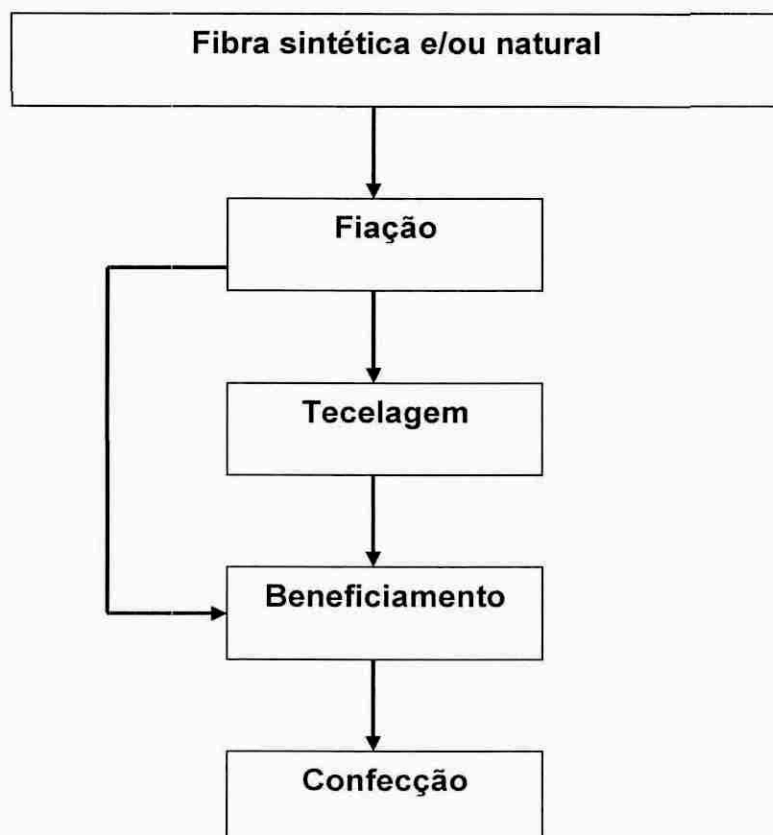 Fibra sintética e/ou natural
Fiação
Tecelagem
Beneficiamento
Confecção